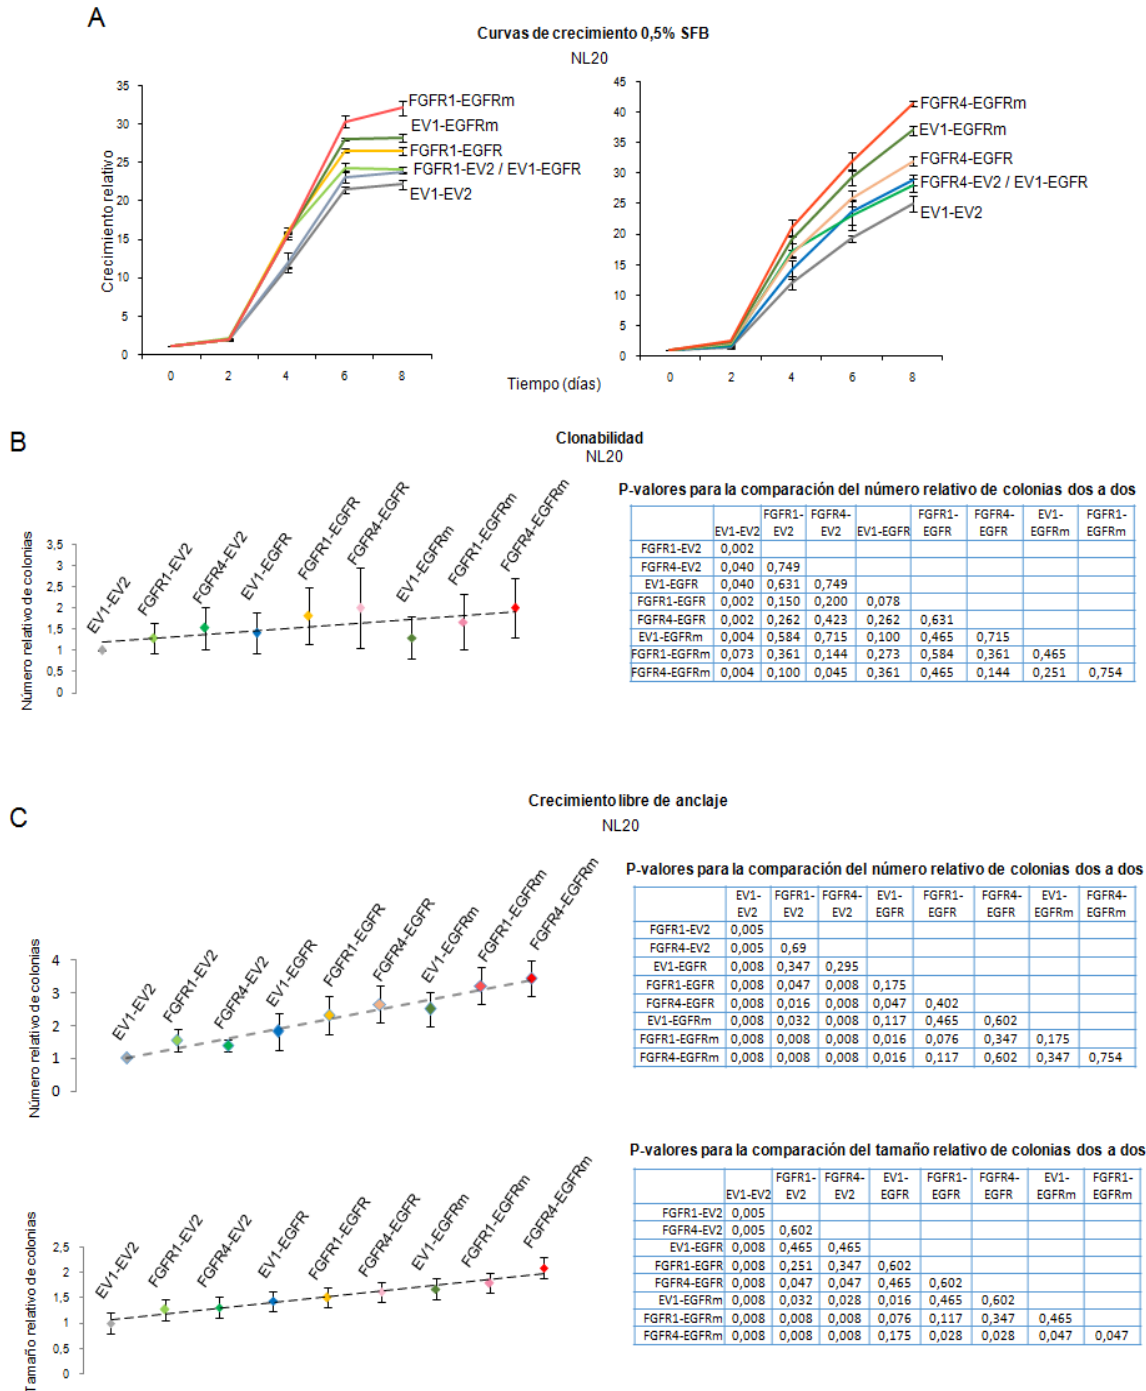 A
Curvas de crecimiento 0,5% SFB
NL20
Crecimiento relativo
35
30
25
20
15
10
5
0
0 2 4 6 8
FGFR1-EGFRm
EV1-EGFRm
FGFR1-EGFR
FGFR1-EV2 / EV1-EGFR
EV1-EV2
45
40
35
30
25
20
15
10
5
0
0 2 4 6 8
FGFR4-EGFRm
EV1-EGFRm
FGFR4-EGFR
FGFR4-EV2 / EV1-EGFR
EV1-EV2
Tiempo (días)
B
Clonabilidad
NL20
Número relativo de colonias
3,5
3
2,5
2
1,5
1
0,5
0
EV1-EV2
FGFR1-EV2
FGFR4-EV2
EV1-EGFR
FGFR1-EGFR
FGFR4-EGFR
EV1-EGFRm
FGFR1-EGFRm
FGFR4-EGFRm
P-valores para la comparación del número relativo de colonias dos a dos
EV1-EV2 FGFR1-EV2 FGFR4-EV2 EV1-EGFR FGFR1-EGFR FGFR4-EGFR EV1-EGFRm FGFR1-EGFRm
FGFR1-EV2 0,002
FGFR4-EV2 0,040 0,749
EV1-EGFR 0,040 0,631 0,749
FGFR1-EGFR 0,002 0,150 0,200 0,078
FGFR4-EGFR 0,002 0,262 0,423 0,262 0,631
EV1-EGFRm 0,004 0,584 0,715 0,100 0,465 0,715
FGFR1-EGFRm 0,073 0,361 0,144 0,273 0,584 0,361 0,465
FGFR4-EGFRm 0,004 0,100 0,045 0,361 0,465 0,144 0,251 0,754
C
Crecimiento libre de anclaje
NL20
Número relativo de colonias
4
3
2
1
0
EV1-EV2
FGFR1-EV2
FGFR4-EV2
EV1-EGFR
FGFR1-EGFR
FGFR4-EGFR
EV1-EGFRm
FGFR1-EGFRm
FGFR4-EGFRm
P-valores para la comparación del número relativo de colonias dos a dos
EV1-EV2 FGFR1-EV2 FGFR4-EV2 EV1-EGFR FGFR1-EGFR FGFR4-EGFR EV1-EGFRm FGFR4-EGFRm
FGFR1-EV2 0,005
FGFR4-EV2 0,005 0,69
EV1-EGFR 0,008 0,347 0,295
FGFR1-EGFR 0,008 0,047 0,008 0,175
FGFR4-EGFR 0,008 0,016 0,008 0,047 0,402
EV1-EGFRm 0,008 0,032 0,008 0,117 0,465 0,602
FGFR1-EGFRm 0,008 0,008 0,008 0,016 0,076 0,347 0,175
FGFR4-EGFRm 0,008 0,008 0,008 0,016 0,117 0,602 0,347 0,754
Tamaño relativo de colonias
2,5
2
1,5
1
0,5
0
EV1-EV2
FGFR1-EV2
FGFR4-EV2
EV1-EGFR
FGFR1-EGFR
FGFR4-EGFR
EV1-EGFRm
FGFR1-EGFRm
FGFR4-EGFRm
P-valores para la comparación del tamaño relativo de colonias dos a dos
EV1-EV2 FGFR1-EV2 FGFR4-EV2 EV1-EGFR FGFR1-EGFR FGFR4-EGFR EV1-EGFRm FGFR1-EGFRm
FGFR1-EV2 0,005
FGFR4-EV2 0,005 0,602
EV1-EGFR 0,008 0,465 0,465
FGFR1-EGFR 0,008 0,251 0,347 0,602
FGFR4-EGFR 0,008 0,047 0,047 0,465 0,602
EV1-EGFRm 0,008 0,032 0,028 0,016 0,465 0,602
FGFR1-EGFRm 0,008 0,008 0,008 0,076 0,117 0,347 0,465
FGFR4-EGFRm 0,008 0,008 0,008 0,175 0,028 0,028 0,047 0,047